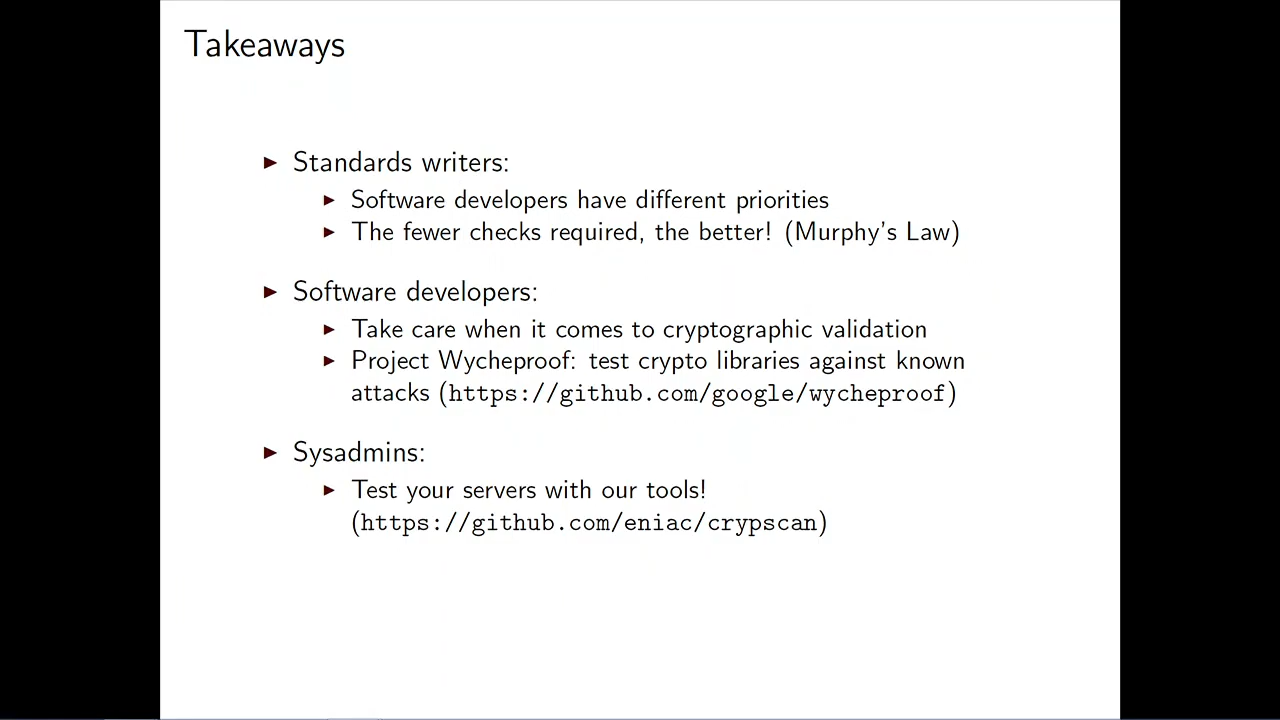 Takeaways
Standards writers:
Software developers have different priorities
The fewer checks required, the better! (Murphy's Law)
Software developers:
Take care when it comes to cryptographic validation
Project Wycheproof: test crypto libraries against known
attacks (https://github.com/google/wycheproof)
Sysadmins:
Test your servers with our tools!
(https://github.com/eniac/crypscan)